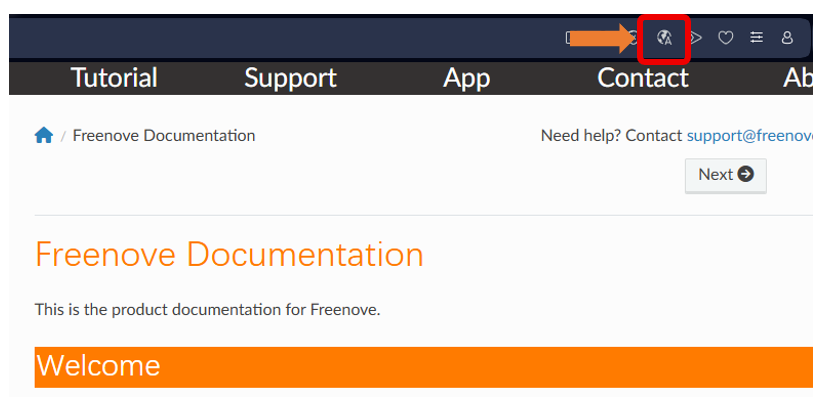 Tutorial Support App Contact Ab
/ Freenove Documentation
Need help? Contact support@freenov
Next
Freenove Documentation
This is the product documentation for Freenove.
Welcome